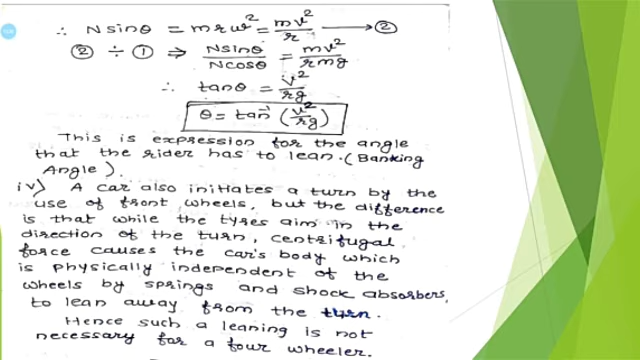 ∴ N sinθ = mrω² = mv²/r ⟶ ②
② ÷ ① ⇒ Nsinθ/Ncosθ = mv²/rmg
∴ tanθ = v²/rg
θ = tan⁻¹ (v²/rg)
This is expression for the angle
that the rider has to lean. (Banking
Angle).
iv) A car also initiates a turn by the
use of front wheels, but the difference
is that while the tyres aim in the
direction of the turn, centrifugal
force causes the car's body which
is physically independent of the
wheels by springs and shock absorbers,
to lean away from the turn.
Hence such a leaning is not
necessary for a four wheeler.